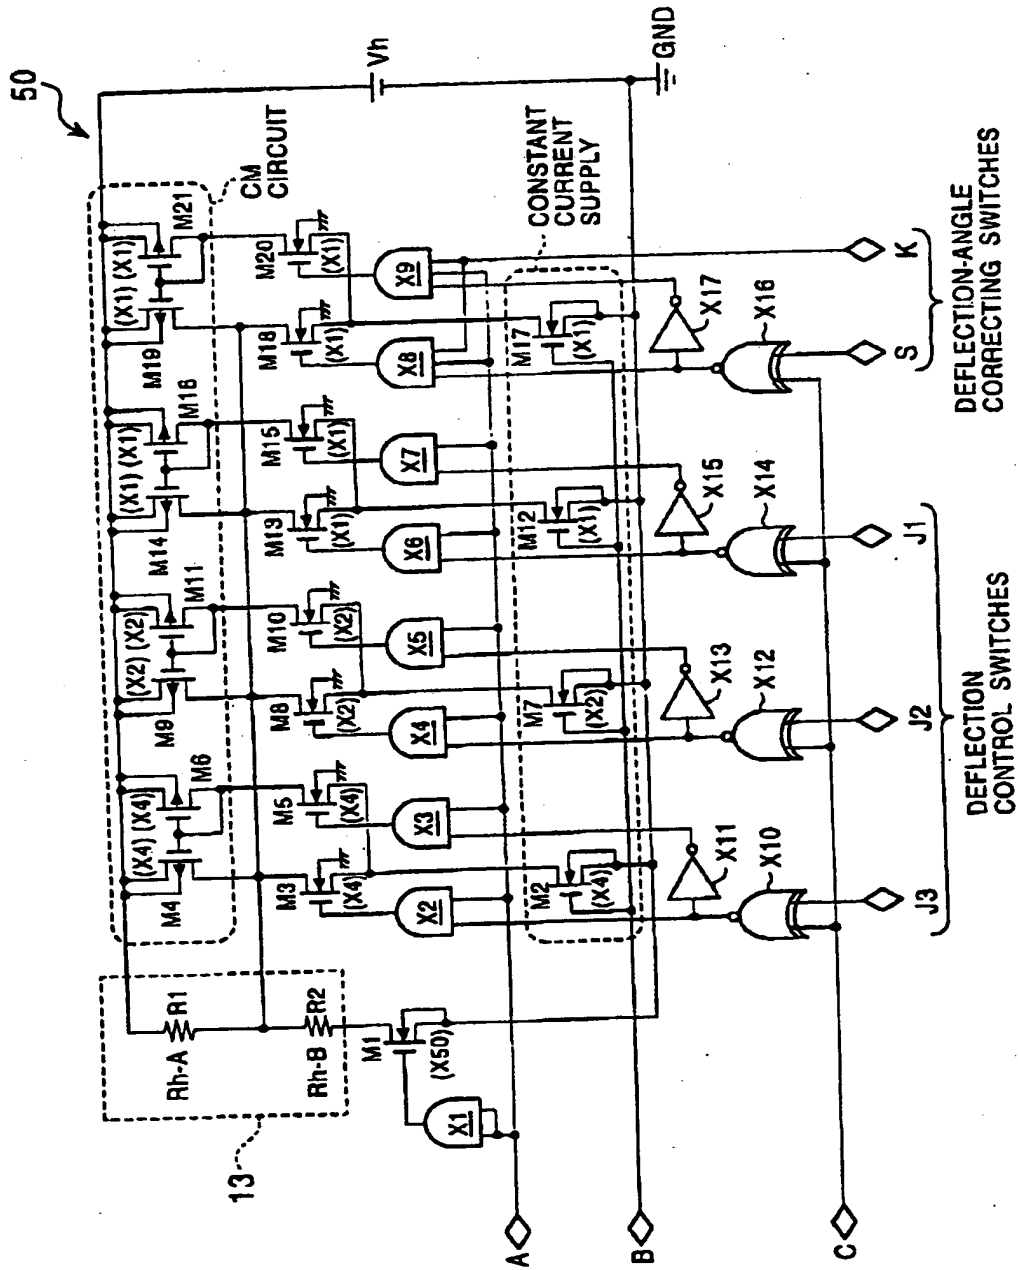 50
Vh
GND
CM
CIRCUIT
CONSTANT
CURRENT
SUPPLY
13
Rh-A
R1
Rh-B
R2
M4
(X4)
(X4)
M6
M9
(X2)
(X2)
M11
M14
(X1)
(X1)
M16
M19
(X1)
(X1)
M21
M1
(X50)
M3
(X4)
M5
(X4)
M8
(X2)
M10
(X2)
M13
(X1)
M15
(X1)
M18
(X1)
M20
(X1)
X1
X2
X3
X4
X5
X6
X7
X8
X9
M2
(X4)
M7
(X2)
M12
(X1)
M17
(X1)
X11
X10
X13
X12
X15
X14
X17
X16
A
B
C
J3
J2
J1
S
K
DEFLECTION
CONTROL SWITCHES
DEFLECTION-ANGLE
CORRECTING SWITCHES